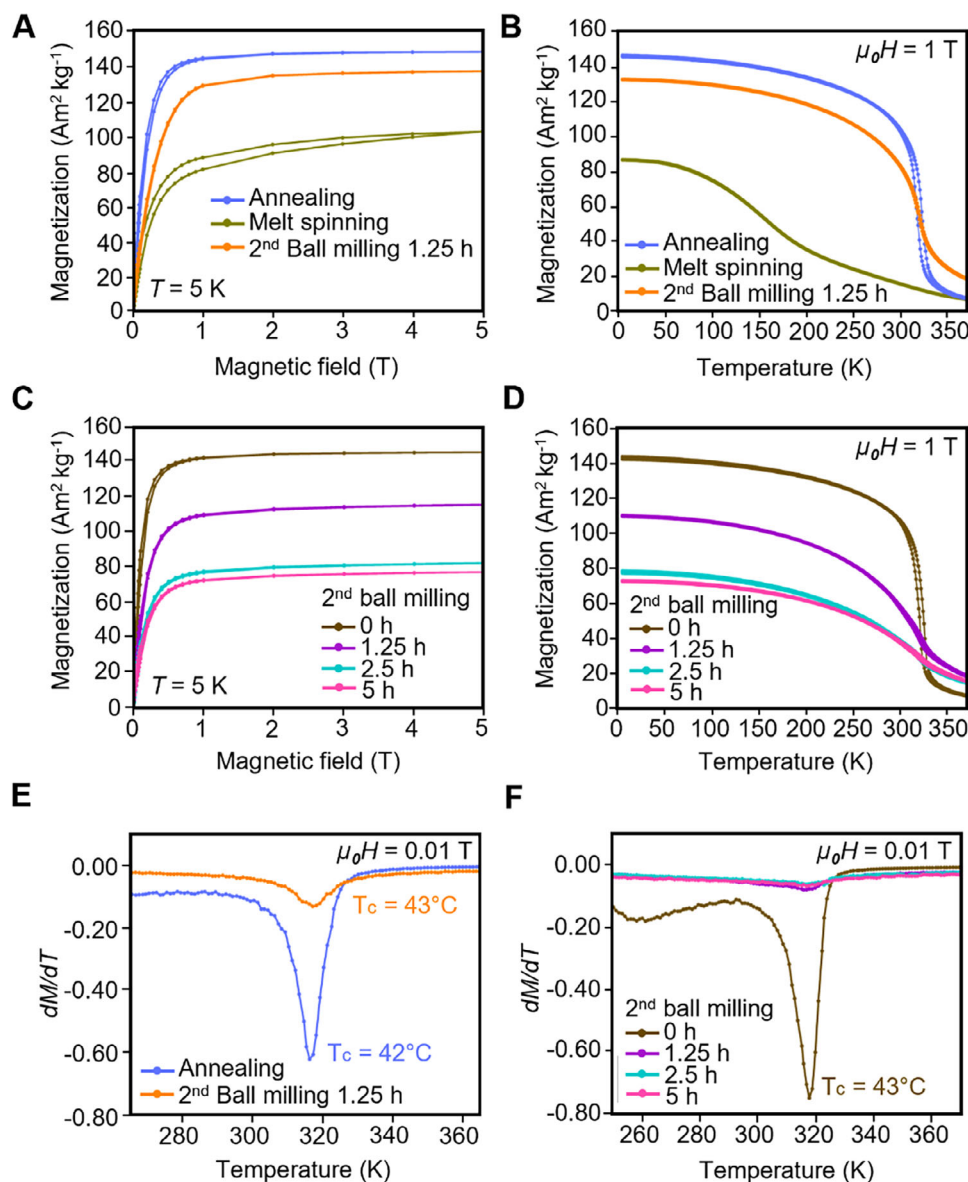 A
160
140
120
100
80
60
40
20
0
Magnetization (Am² kg⁻¹)
Annealing
Melt spinning
2ⁿᵈ Ball milling 1.25 h
T = 5 K
0 1 2 3 4 5
Magnetic field (T)
B
μ₀H = 1 T
160
140
120
100
80
60
40
20
0
Magnetization (Am² kg⁻¹)
Annealing
Melt spinning
2ⁿᵈ Ball milling 1.25 h
0 50 100 150 200 250 300 350
Temperature (K)
C
160
140
120
100
80
60
40
20
0
Magnetization (Am² kg⁻¹)
2ⁿᵈ ball milling
0 h
1.25 h
2.5 h
5 h
T = 5 K
0 1 2 3 4 5
Magnetic field (T)
D
μ₀H = 1 T
160
140
120
100
80
60
40
20
0
Magnetization (Am² kg⁻¹)
2ⁿᵈ ball milling
0 h
1.25 h
2.5 h
5 h
0 50 100 150 200 250 300 350
Temperature (K)
E
μ₀H = 0.01 T
0.00
-0.20
-0.40
-0.60
-0.80
dM/dT
Tc = 43°C
Tc = 42°C
Annealing
2ⁿᵈ Ball milling 1.25 h
280 300 320 340 360
Temperature (K)
F
μ₀H = 0.01 T
0.00
-0.20
-0.40
-0.60
-0.80
dM/dT
2ⁿᵈ ball milling
0 h
1.25 h
2.5 h
5 h
Tc = 43°C
250 260 280 300 320 340 360
Temperature (K)